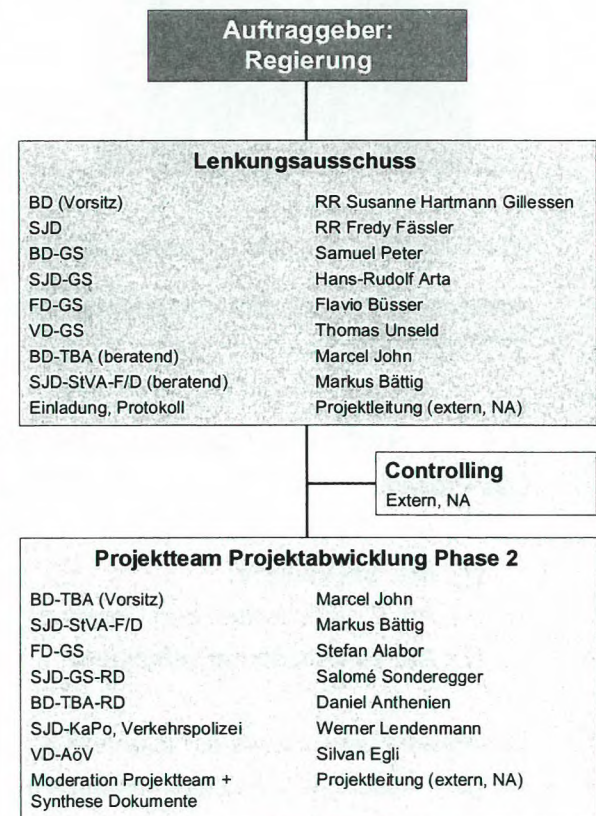 Auftraggeber:
Regierung
Lenkungsausschuss
BD (Vorsitz) RR Susanne Hartmann Gillessen
SJD RR Fredy Fässler
BD-GS Samuel Peter
SJD-GS Hans-Rudolf Arta
FD-GS Flavio Büsser
VD-GS Thomas Unseld
BD-TBA (beratend) Marcel John
SJD-StVA-F/D (beratend) Markus Bättig
Einladung, Protokoll Projektleitung (extern, NA)
Controlling
Extern, NA
Projektteam Projektabwicklung Phase 2
BD-TBA (Vorsitz) Marcel John
SJD-StVA-F/D Markus Bättig
FD-GS Stefan Alabor
SJD-GS-RD Salomé Sonderegger
BD-TBA-RD Daniel Anthenien
SJD-KaPo, Verkehrspolizei Werner Lendenmann
VD-AöV Silvan Egli
Moderation Projektteam + Projektleitung (extern, NA)
Synthese Dokumente